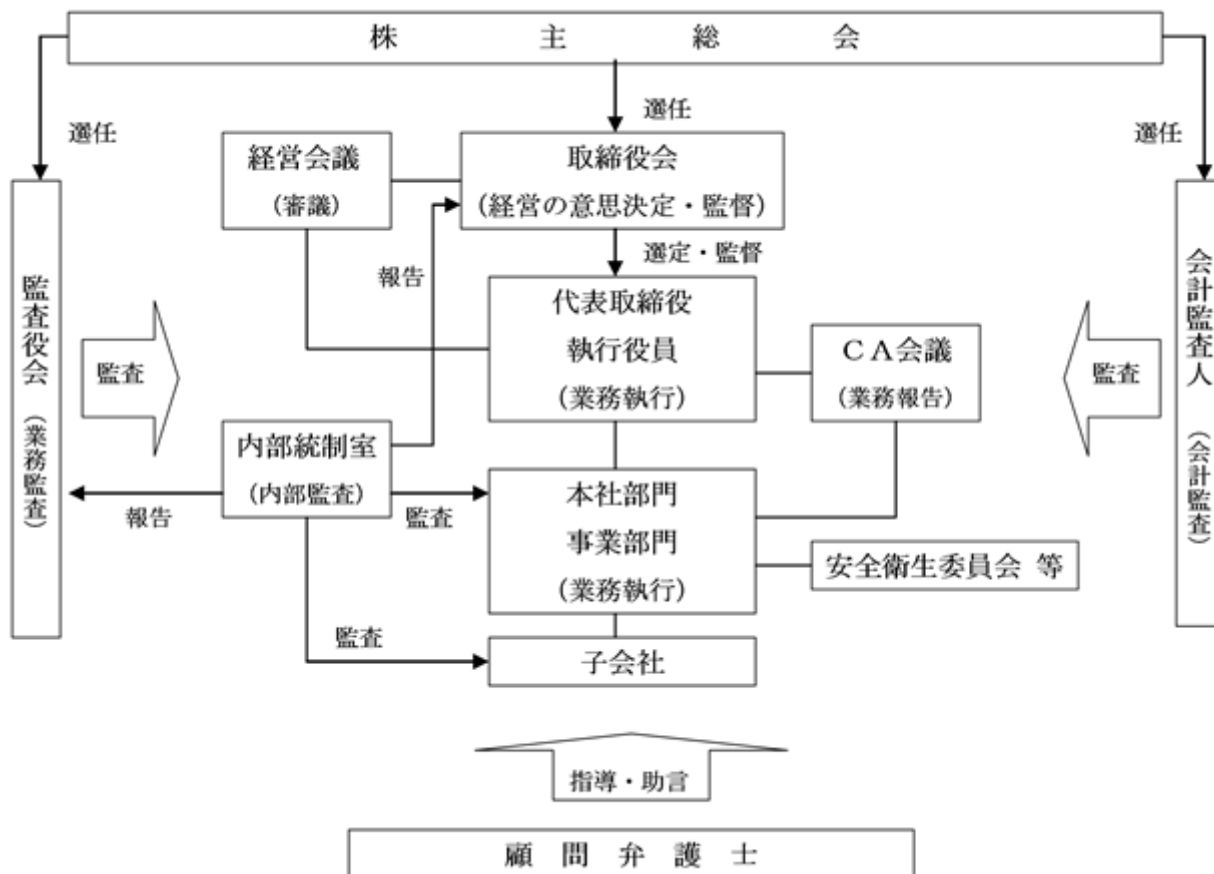 株主総会
選任
選任
選任
経営会議
（審議）
取締役会
（経営の意思決定・監督）
選定・監督
報告
監査役会（業務監査）
監査
代表取締役
執行役員
（業務執行）
ＣＡ会議
（業務報告）
監査
会計監査人（会計監査）
内部統制室
（内部監査）
報告
監査
本社部門
事業部門
（業務執行）
安全衛生委員会 等
監査
子会社
指導・助言
顧問弁護士